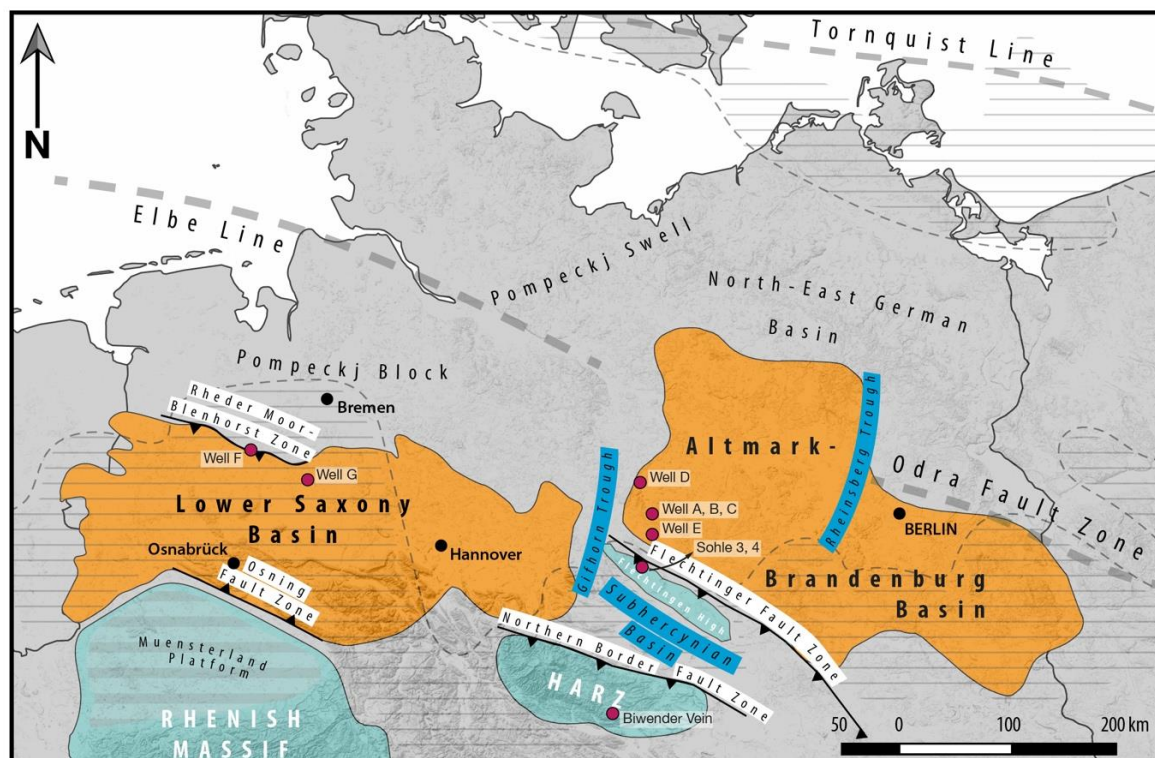 Tornquist Line
N
Elbe Line
Pompeckj Swell
North-East German
Basin
Pompeckj Block
Rheder Moor-
Blenhorst Zone
Bremen
Well F
Well G
Lower Saxony
Basin
Osnabrück
Hannover
Osning
Fault Zone
Muensterland
Platform
RHENISH
MASSIF
Githorn Trough
Altmark-
Rheinsberg Trough
Well D
Well A, B, C
Well E
Sohle 3, 4
Odra Fault Zone
BERLIN
Flechtinger Fault Zone
Flechtingen High
Brandenburg
Basin
Subhercynian
Basin
Northern Border Fault Zone
HARZ
Biwender Vein
50 0 100 200 km